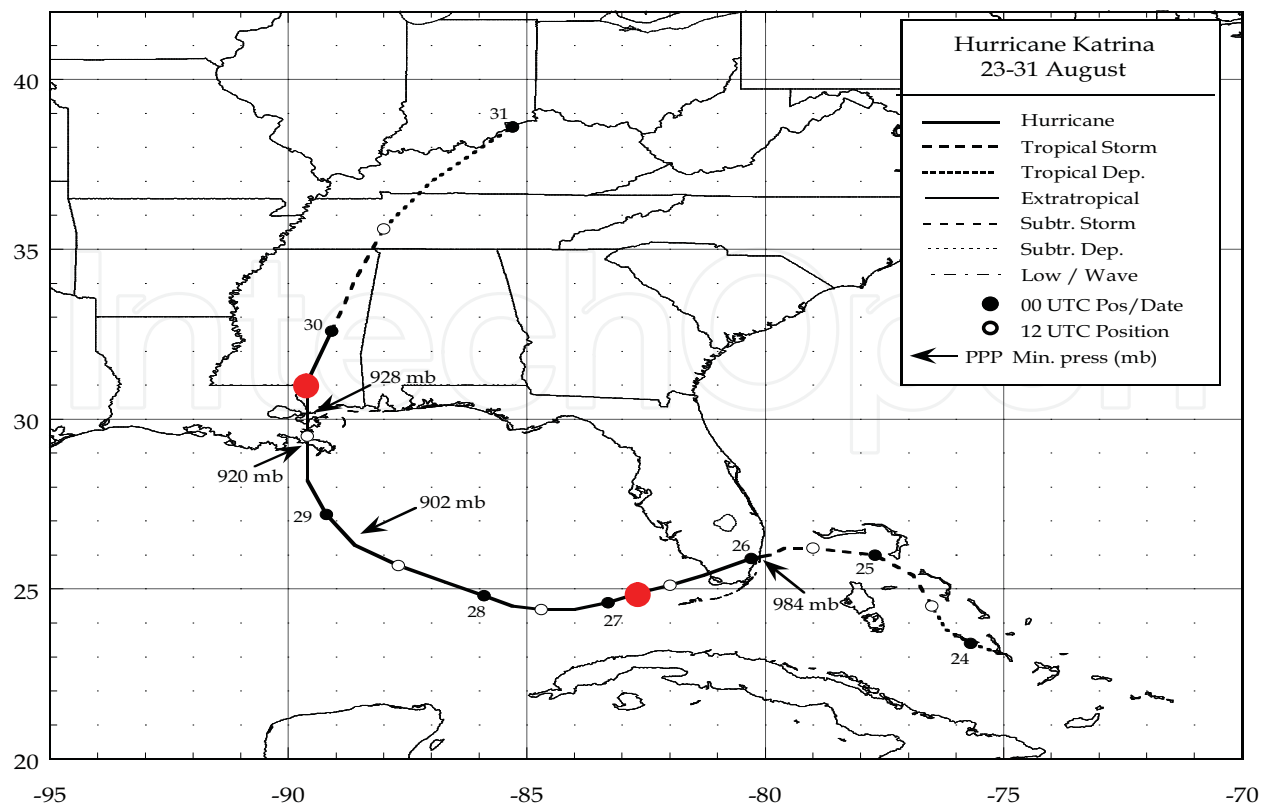 Hurricane Katrina
23-31 August
Hurricane
Tropical Storm
Tropical Dep.
Extratropical
Subtr. Storm
Subtr. Dep.
Low / Wave
00 UTC Pos/Date
12 UTC Position
PPP Min. press (mb)
40
35
30
25
20
-95
-90
-85
-80
-75
-70
31
30
928 mb
920 mb
902 mb
29
28
27
26
984 mb
25
24
IntechOpen